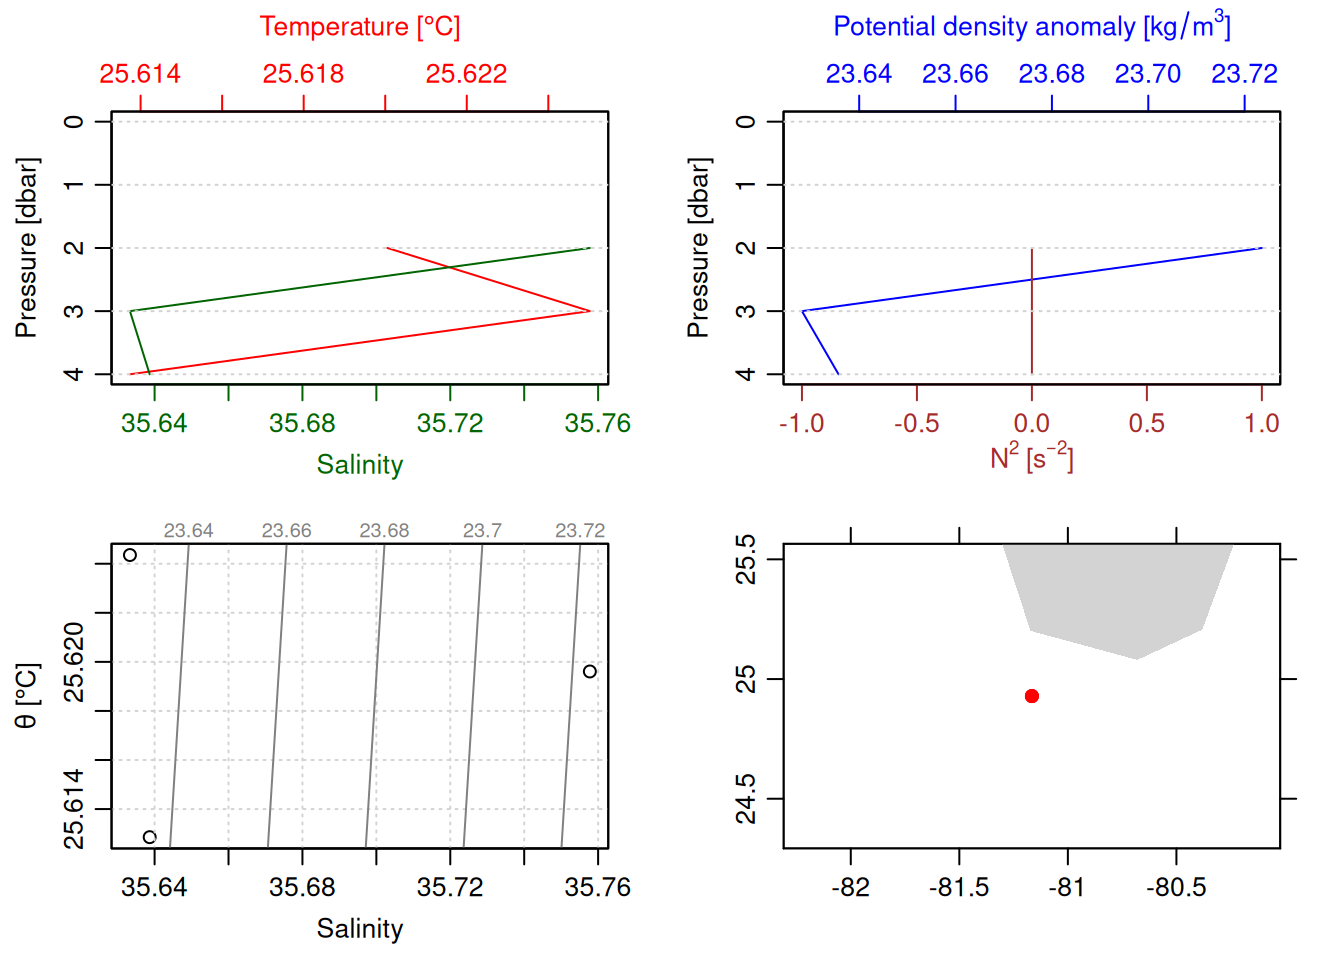 Temperature [°C]
25.614 25.618 25.622
0
1
2
3
4
Pressure [dbar]
35.64 35.68 35.72 35.76
Salinity
Potential density anomaly [kg/m³]
23.64 23.66 23.68 23.70 23.72
0
1
2
3
4
Pressure [dbar]
-1.0 -0.5 0.0 0.5 1.0
N² [s⁻²]
23.64 23.66 23.68 23.7 23.72
25.620
25.614
θ [°C]
35.64 35.68 35.72 35.76
Salinity
25.5
25
24.5
-82 -81.5 -81 -80.5